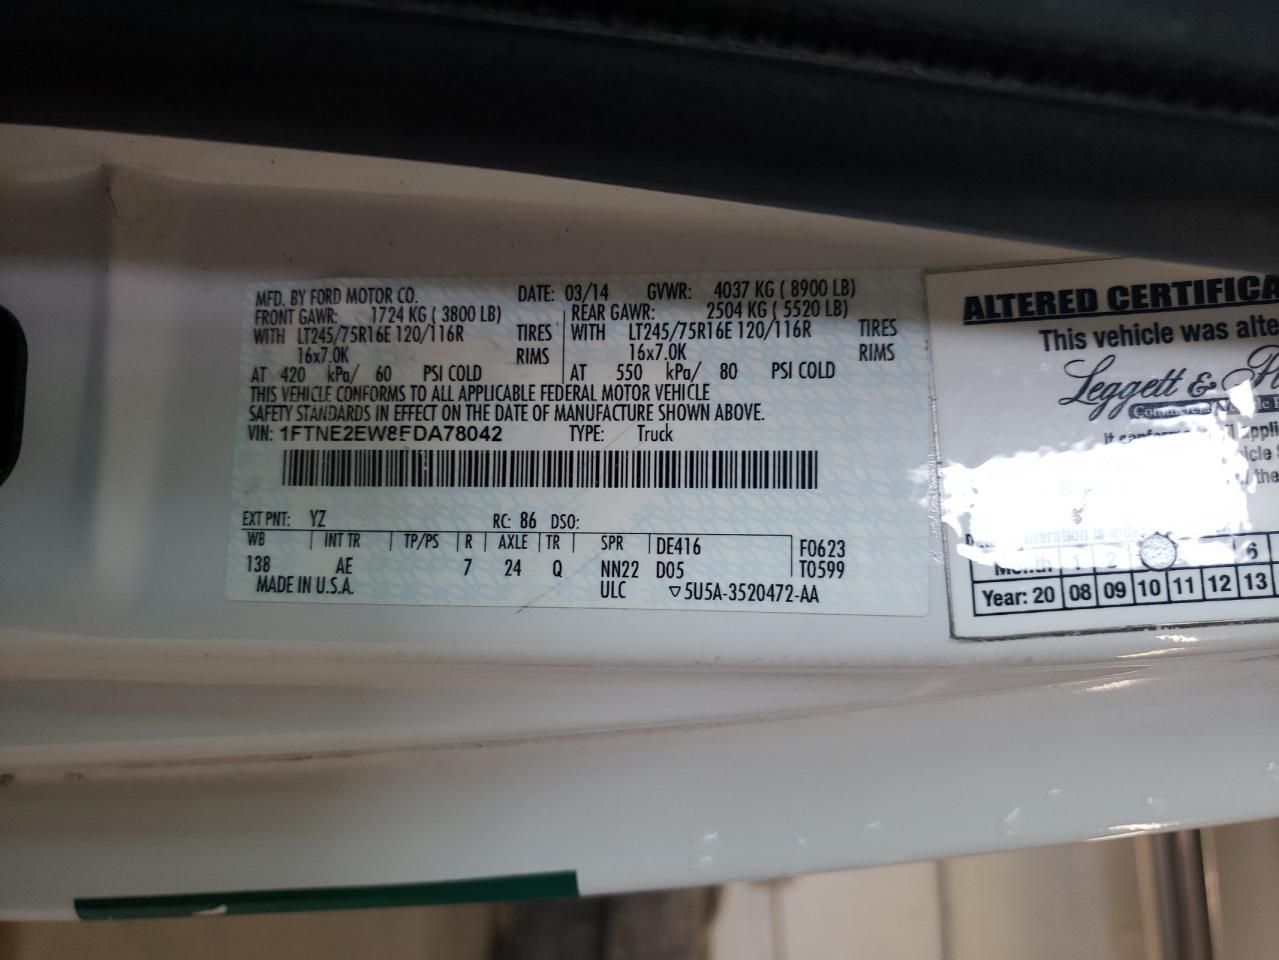 MFD. BY FORD MOTOR CO. DATE: 03/14 GVWR: 4037 KG ( 8900 LB)
FRONT GAWR: 1724 KG ( 3800 LB) REAR GAWR: 2504 KG ( 5520 LB)
WITH LT245/75R16E 120/116R TIRES WITH LT245/75R16E 120/116R TIRES
16x7.0K RIMS 16x7.0K RIMS
AT 420 kPa/ 60 PSI COLD AT 550 kPa/ 80 PSI COLD
THIS VEHICLE CONFORMS TO ALL APPLICABLE FEDERAL MOTOR VEHICLE
SAFETY STANDARDS IN EFFECT ON THE DATE OF MANUFACTURE SHOWN ABOVE.
VIN: 1FTNE2EW8FDA78042 TYPE: Truck
EXT PNT: YZ RC: 86 DSO:
WB INT TR TP/PS R AXLE TR SPR DE416 F0623
138 AE 7 24 Q NN22 D05 T0599
MADE IN U.S.A. ULC ▽5U5A-3520472-AA
ALTERED CERTIFICA
This vehicle was alte
Leggett &
Month 1 2 6
Year: 20 08 09 10 11 12 13